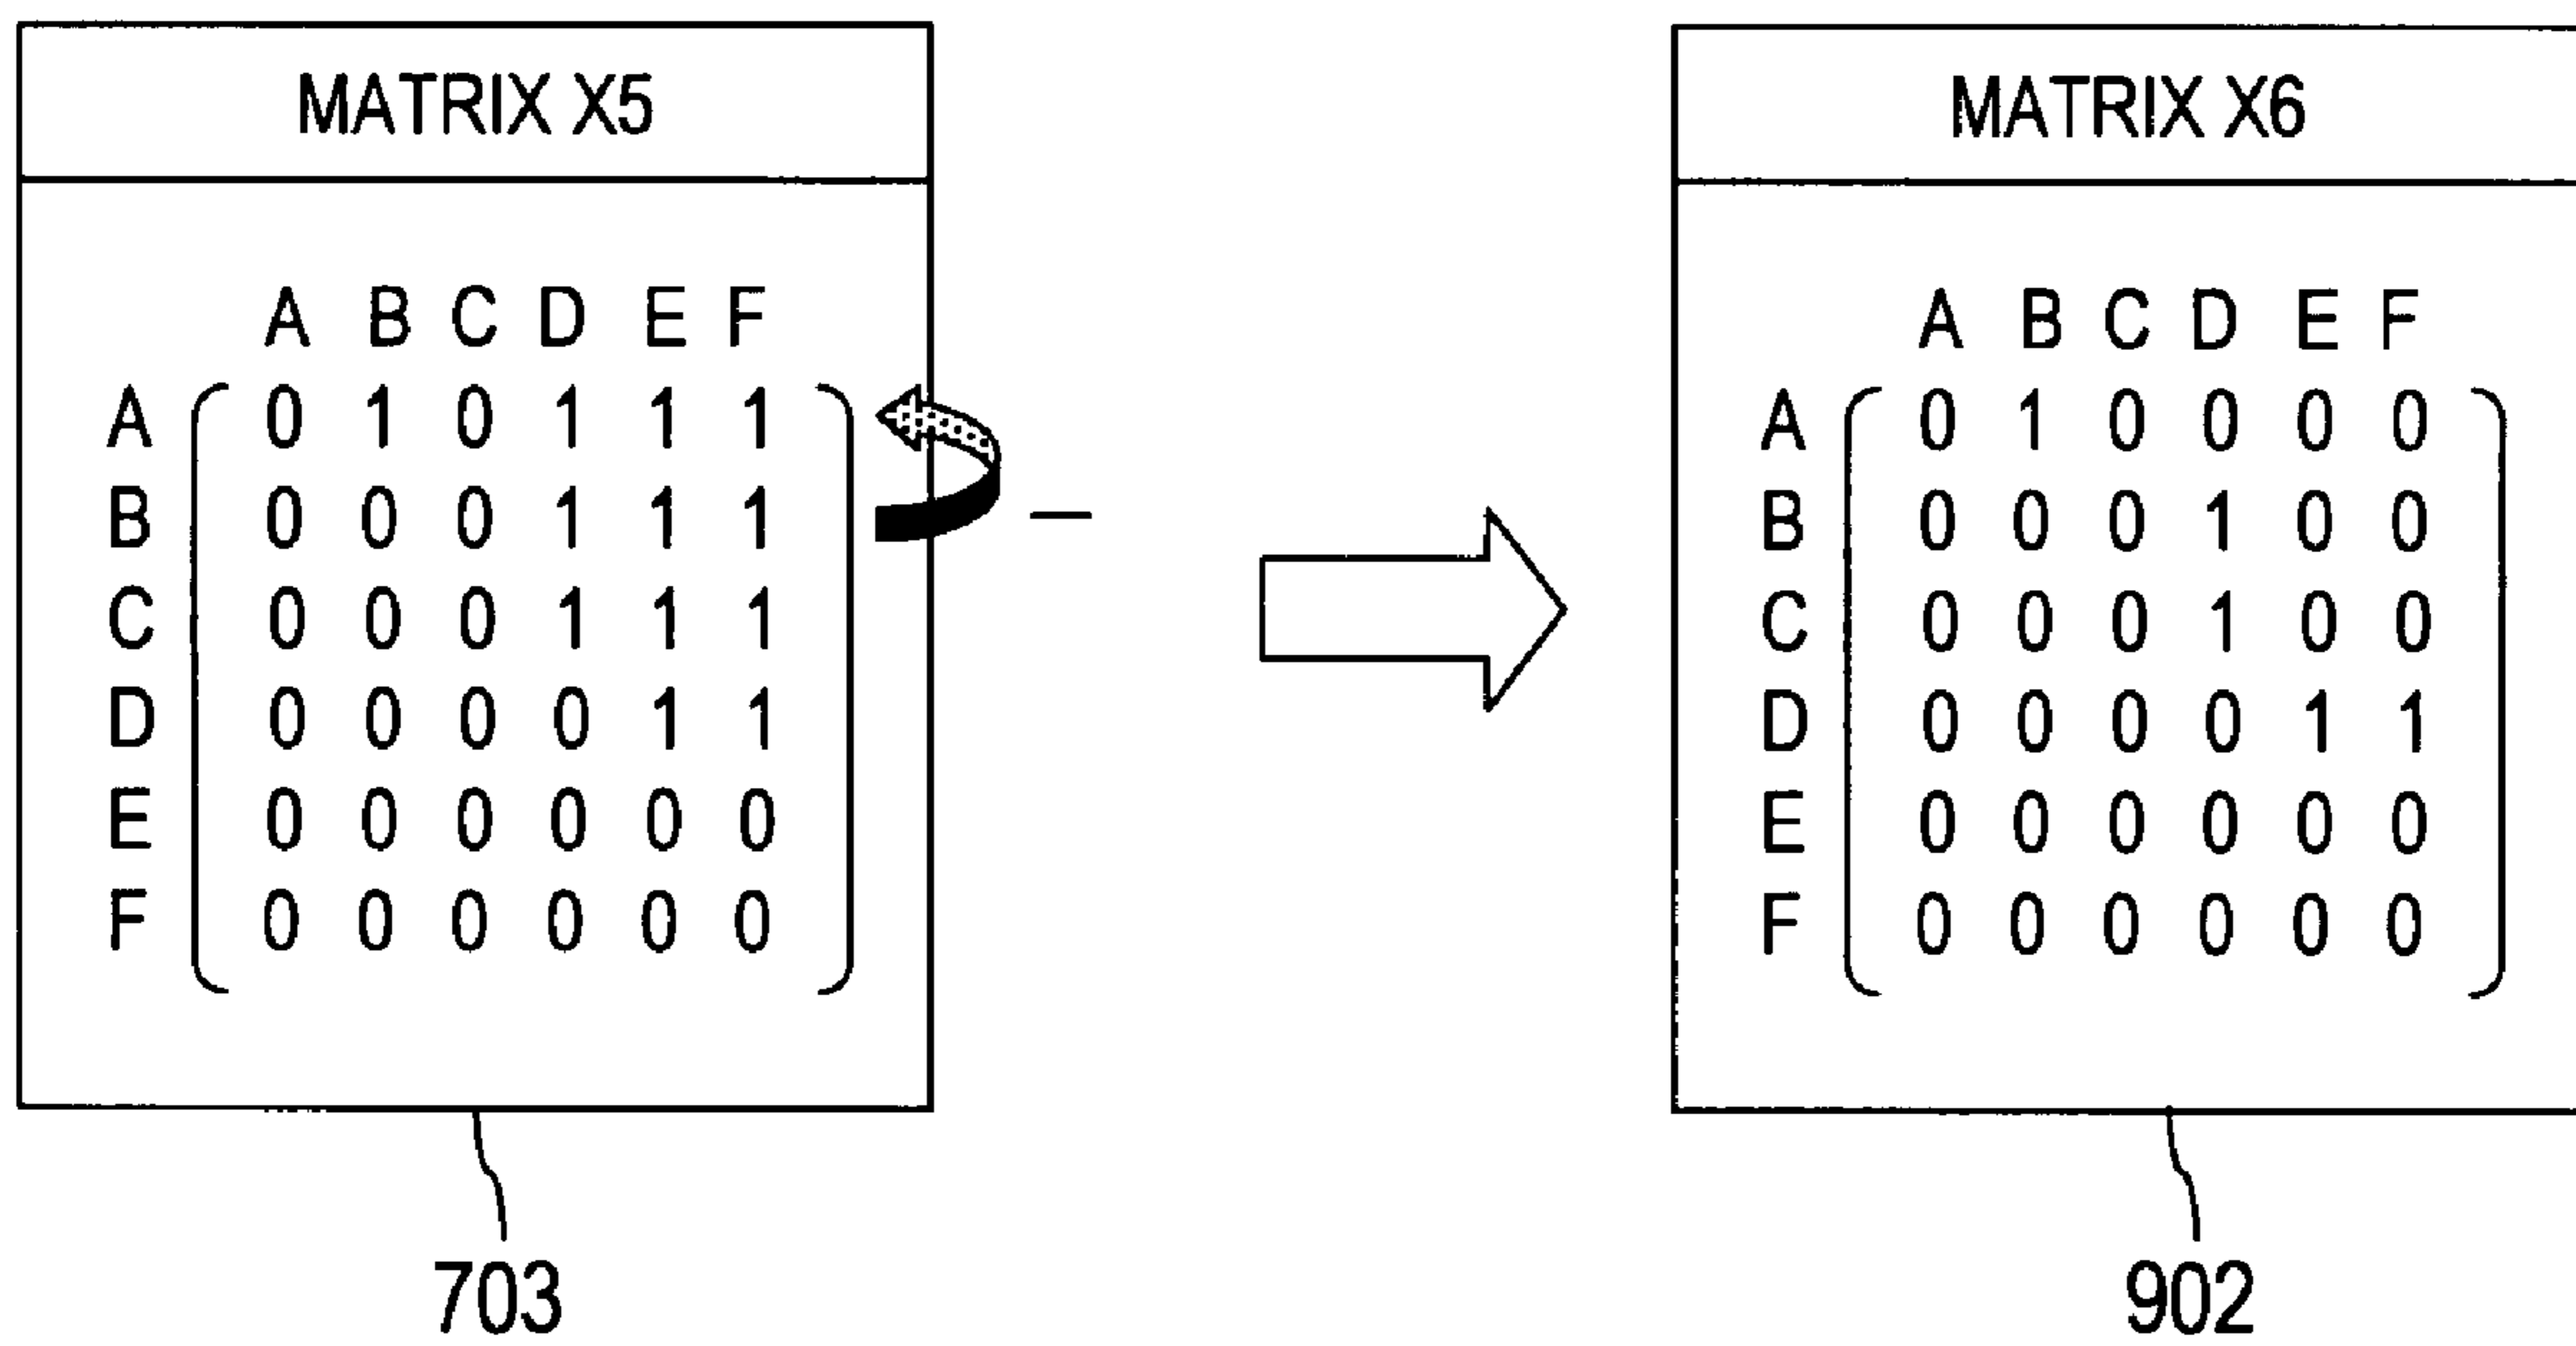 MATRIX X5
A B C D E F
A 0 1 0 1 1 1
B 0 0 0 1 1 1
C 0 0 0 1 1 1
D 0 0 0 0 1 1
E 0 0 0 0 0 0
F 0 0 0 0 0 0
—
703
MATRIX X6
A B C D E F
A 0 1 0 0 0 0
B 0 0 0 1 0 0
C 0 0 0 1 0 0
D 0 0 0 0 1 1
E 0 0 0 0 0 0
F 0 0 0 0 0 0
902